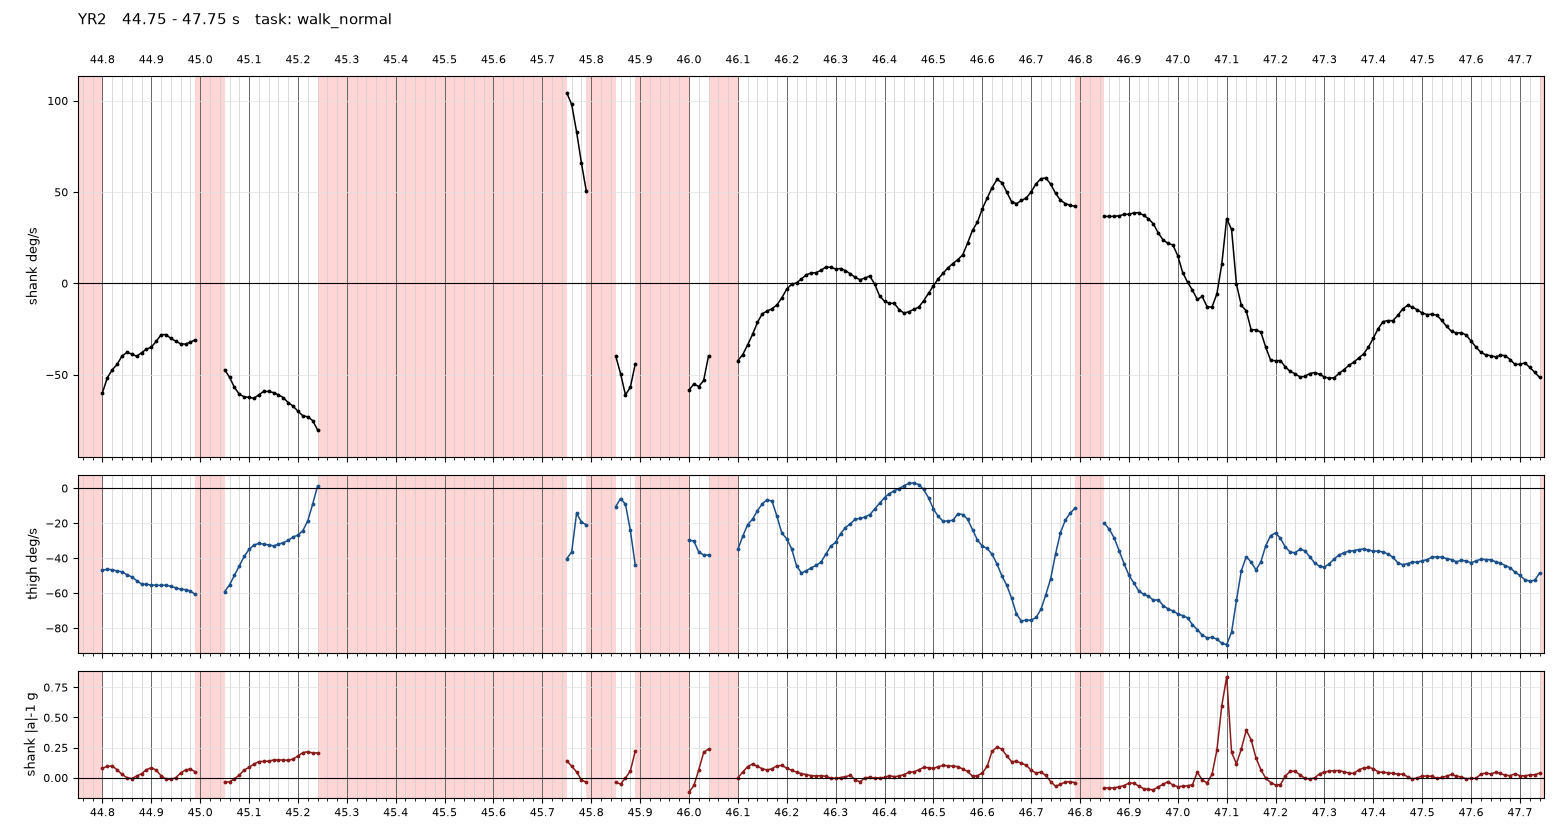 YR2   44.75 - 47.75 s   task: walk_normal
44.8 44.9 45.0 45.1 45.2 45.3 45.4 45.5 45.6 45.7 45.8 45.9 46.0 46.1 46.2 46.3 46.4 46.5 46.6 46.7 46.8 46.9 47.0 47.1 47.2 47.3 47.4 47.5 47.6 47.7
100
50
0
−50
shank deg/s
0
−20
−40
−60
−80
thigh deg/s
0.75
0.50
0.25
0.00
shank |a|-1 g
44.8 44.9 45.0 45.1 45.2 45.3 45.4 45.5 45.6 45.7 45.8 45.9 46.0 46.1 46.2 46.3 46.4 46.5 46.6 46.7 46.8 46.9 47.0 47.1 47.2 47.3 47.4 47.5 47.6 47.7